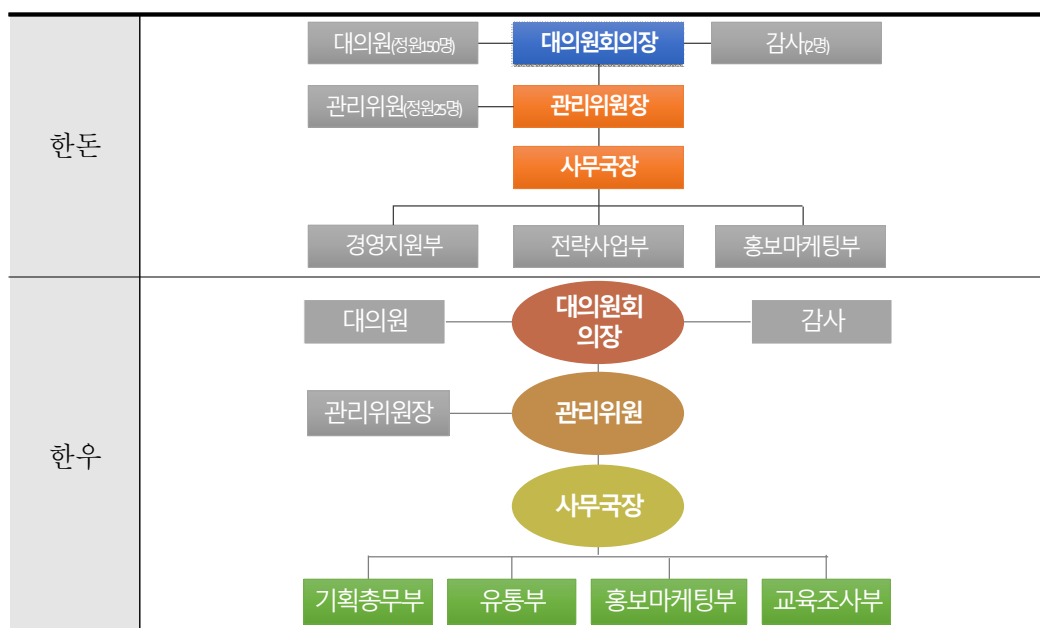 한돈
대의원(정원150명)
대의원회의장
감사(2명)
관리위원(정원25명)
관리위원장
사무국장
경영지원부
전략사업부
홍보마케팅부
한우
대의원
대의원회
의장
감사
관리위원장
관리위원
사무국장
기획총무부
유통부
홍보마케팅부
교육조사부